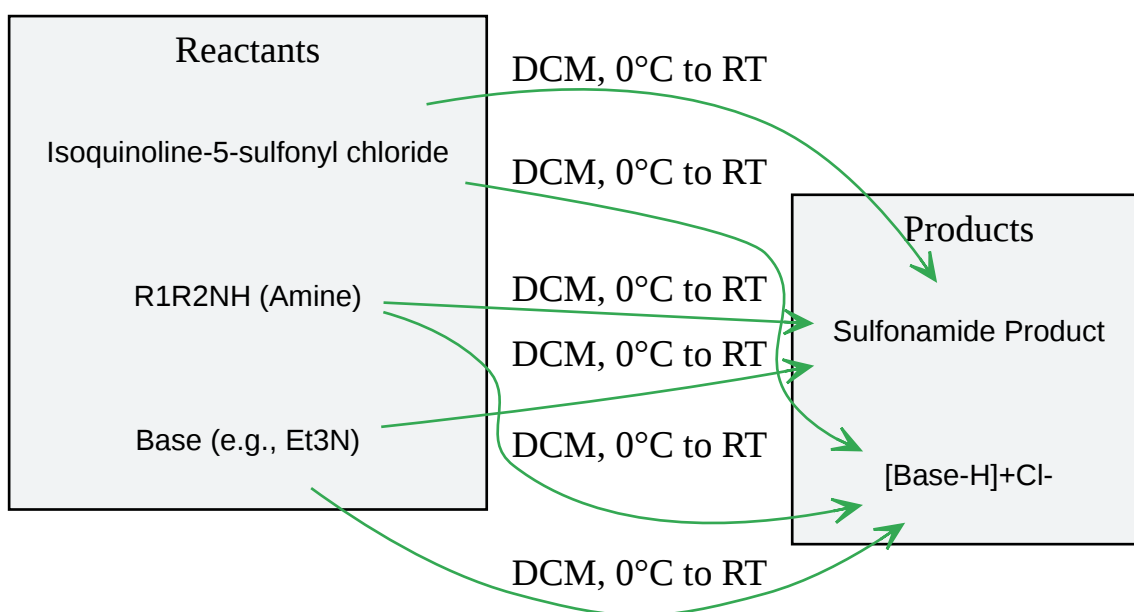 Reactants
DCM, 0°C to RT
Isoquinoline-5-sulfonyl chloride
DCM, 0°C to RT
Products
R1R2NH (Amine)
DCM, 0°C to RT
Sulfonamide Product
DCM, 0°C to RT
Base (e.g., Et3N)
DCM, 0°C to RT
[Base-H]+Cl-
DCM, 0°C to RT